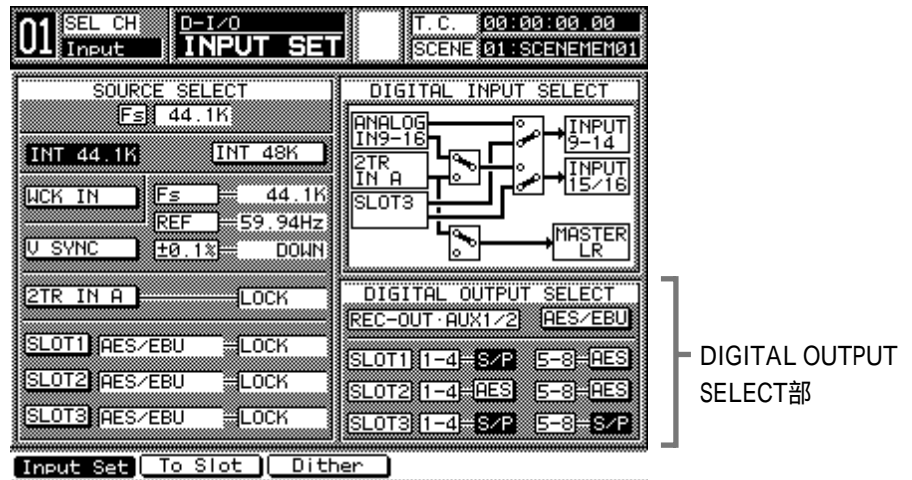 01 SEL CH Input D-I/O INPUT SET T.C. 00:00:00.00
SCENE 01:SCENEMEM01
SOURCE SELECT
Fs 44.1K
INT 44.1K INT 48K
WCK IN Fs 44.1K
REF 59.94Hz
V SYNC ±0.1% DOWN
2TR IN A LOCK
SLOT1 AES/EBU LOCK
SLOT2 AES/EBU LOCK
SLOT3 AES/EBU LOCK
DIGITAL INPUT SELECT
ANALOG IN9-16
2TR IN A
SLOT3
INPUT 9-14
INPUT 15/16
MASTER LR
DIGITAL OUTPUT SELECT
REC-OUT·AUX1/2 AES/EBU
SLOT1 1-4 S/P 5-8 AES
SLOT2 1-4 AES 5-8 AES
SLOT3 1-4 S/P 5-8 S/P
Input Set To Slot Dither
DIGITAL OUTPUT
SELECT部